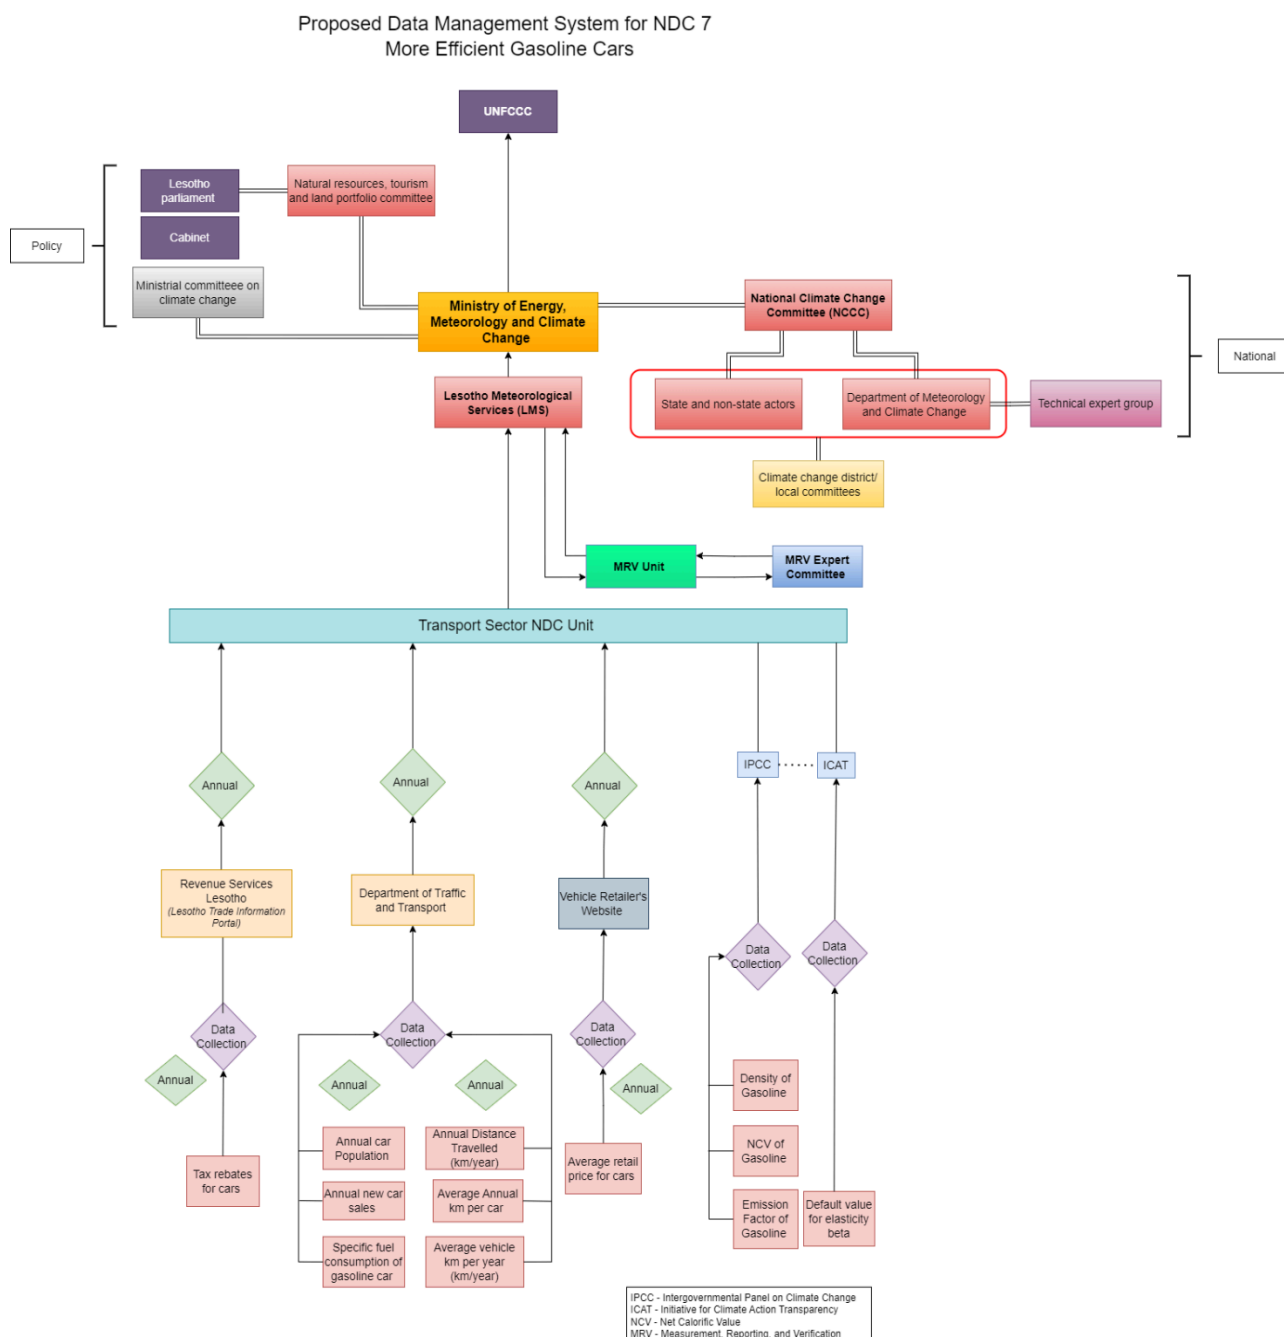 Proposed Data Management System for NDC 7
More Efficient Gasoline Cars
UNFCCC
Policy
Lesotho
parliament
Natural resources, tourism
and land portfolio committee
Cabinet
Ministrial committeee on
climate change
Ministry of Energy,
Meteorology and Climate
Change
National Climate Change
Committee (NCCC)
National
Lesotho Meteorological
Services (LMS)
State and non-state actors
Department of Meteorology
and Climate Change
Technical expert group
Climate change district/
local committees
MRV Unit
MRV Expert
Committee
Transport Sector NDC Unit
Annual
Annual
Annual
IPCC
ICAT
Revenue Services
Lesotho
(Lesotho Trade Information
Portal)
Department of Traffic
and Transport
Vehicle Retailer's
Website
Data
Collection
Data
Collection
Data
Collection
Data
Collection
Data
Collection
Annual
Annual
Annual
Annual
Tax rebates
for cars
Annual car
Population
Annual new car
sales
Specific fuel
consumption of
gasoline car
Annual Distance
Travelled
(km/year)
Average Annual
km per car
Average vehicle
km per year
(km/year)
Average retail
price for cars
Density of
Gasoline
NCV of
Gasoline
Emission
Factor of
Gasoline
Default value
for elasticity
beta
IPCC - Intergovernmental Panel on Climate Change
ICAT - Initiative for Climate Action Transparency
NCV - Net Calorific Value
MRV - Measurement, Reporting, and Verification